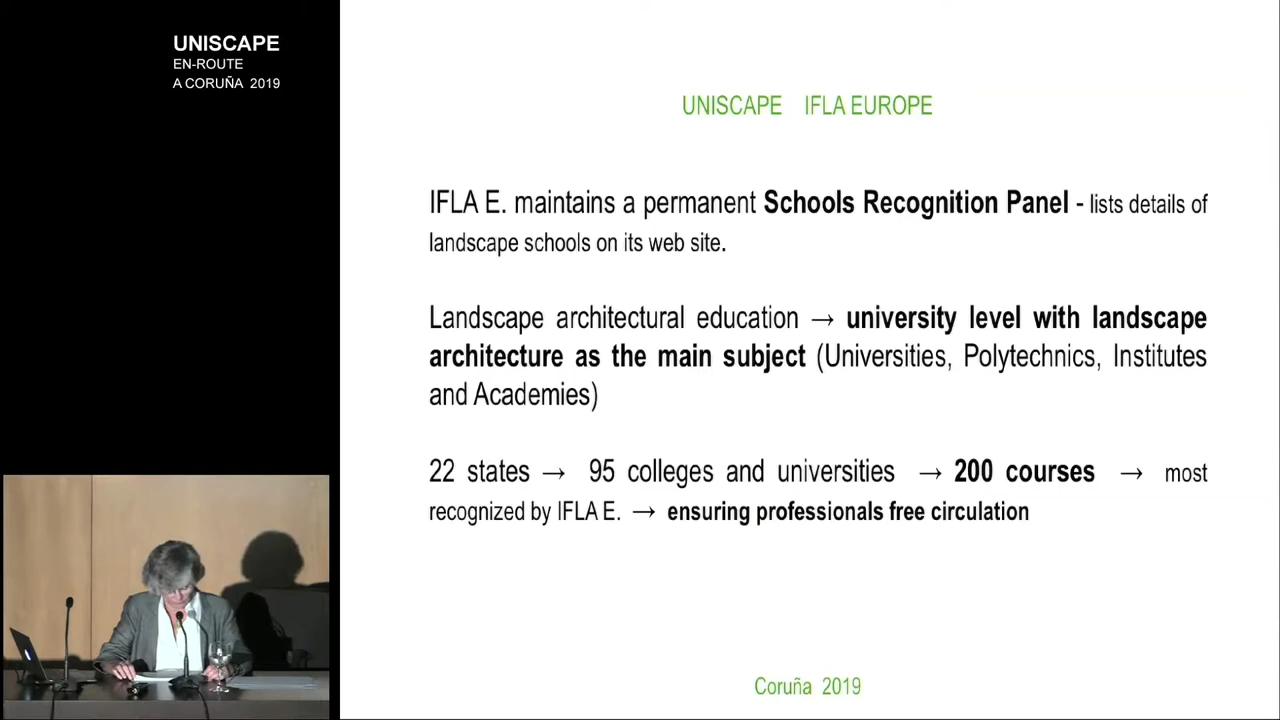 UNISCAPE
EN-ROUTE
A CORUÑA 2019
UNISCAPE IFLA EUROPE
IFLA E. maintains a permanent Schools Recognition Panel - lists details of
landscape schools on its web site.
Landscape architectural education → university level with landscape
architecture as the main subject (Universities, Polytechnics, Institutes
and Academies)
22 states → 95 colleges and universities → 200 courses → most
recognized by IFLA E. → ensuring professionals free circulation
Coruña 2019